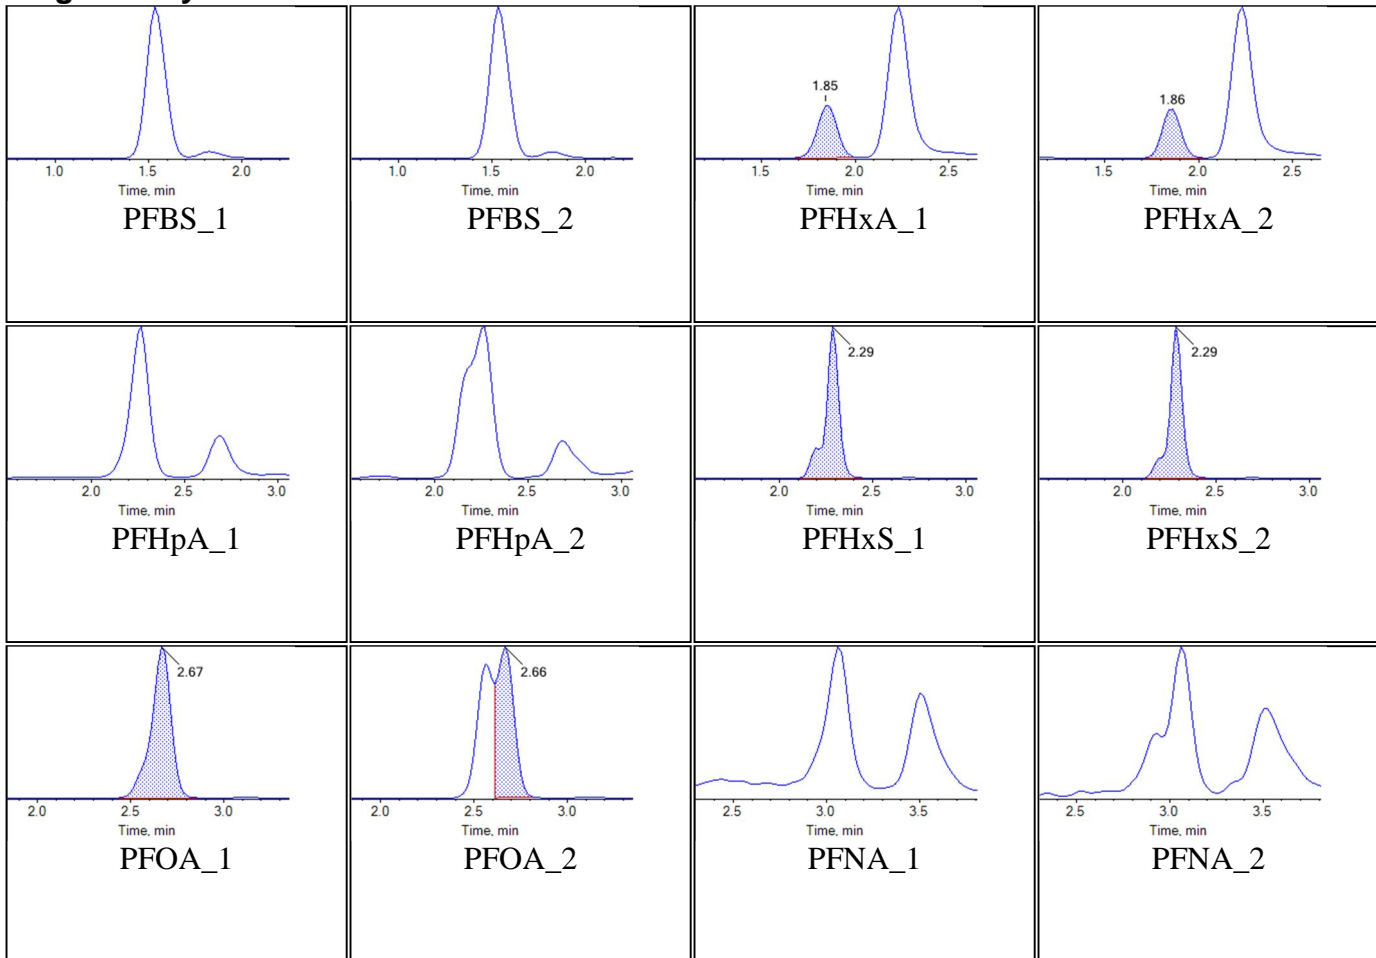 1.0 1.5 2.0
Time, min
PFBS_1
1.0 1.5 2.0
Time, min
PFBS_2
1.85
1.5 2.0 2.5
Time, min
PFHxA_1
1.86
1.5 2.0 2.5
Time, min
PFHxA_2
2.0 2.5 3.0
Time, min
PFHpA_1
2.0 2.5 3.0
Time, min
PFHpA_2
2.29
2.0 2.5 3.0
Time, min
PFHxS_1
2.29
2.0 2.5 3.0
Time, min
PFHxS_2
2.67
2.0 2.5 3.0
Time, min
PFOA_1
2.66
2.0 2.5 3.0
Time, min
PFOA_2
2.5 3.0 3.5
Time, min
PFNA_1
2.5 3.0 3.5
Time, min
PFNA_2